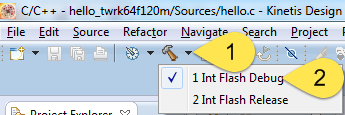 C/C++ - hello_twrk64f120m/Sources/hello.c - Kinetis Design
File Edit Source Refactor Navigate Search Project
1
1 Int Flash Debug
2
2 Int Flash Release
Project Explorer